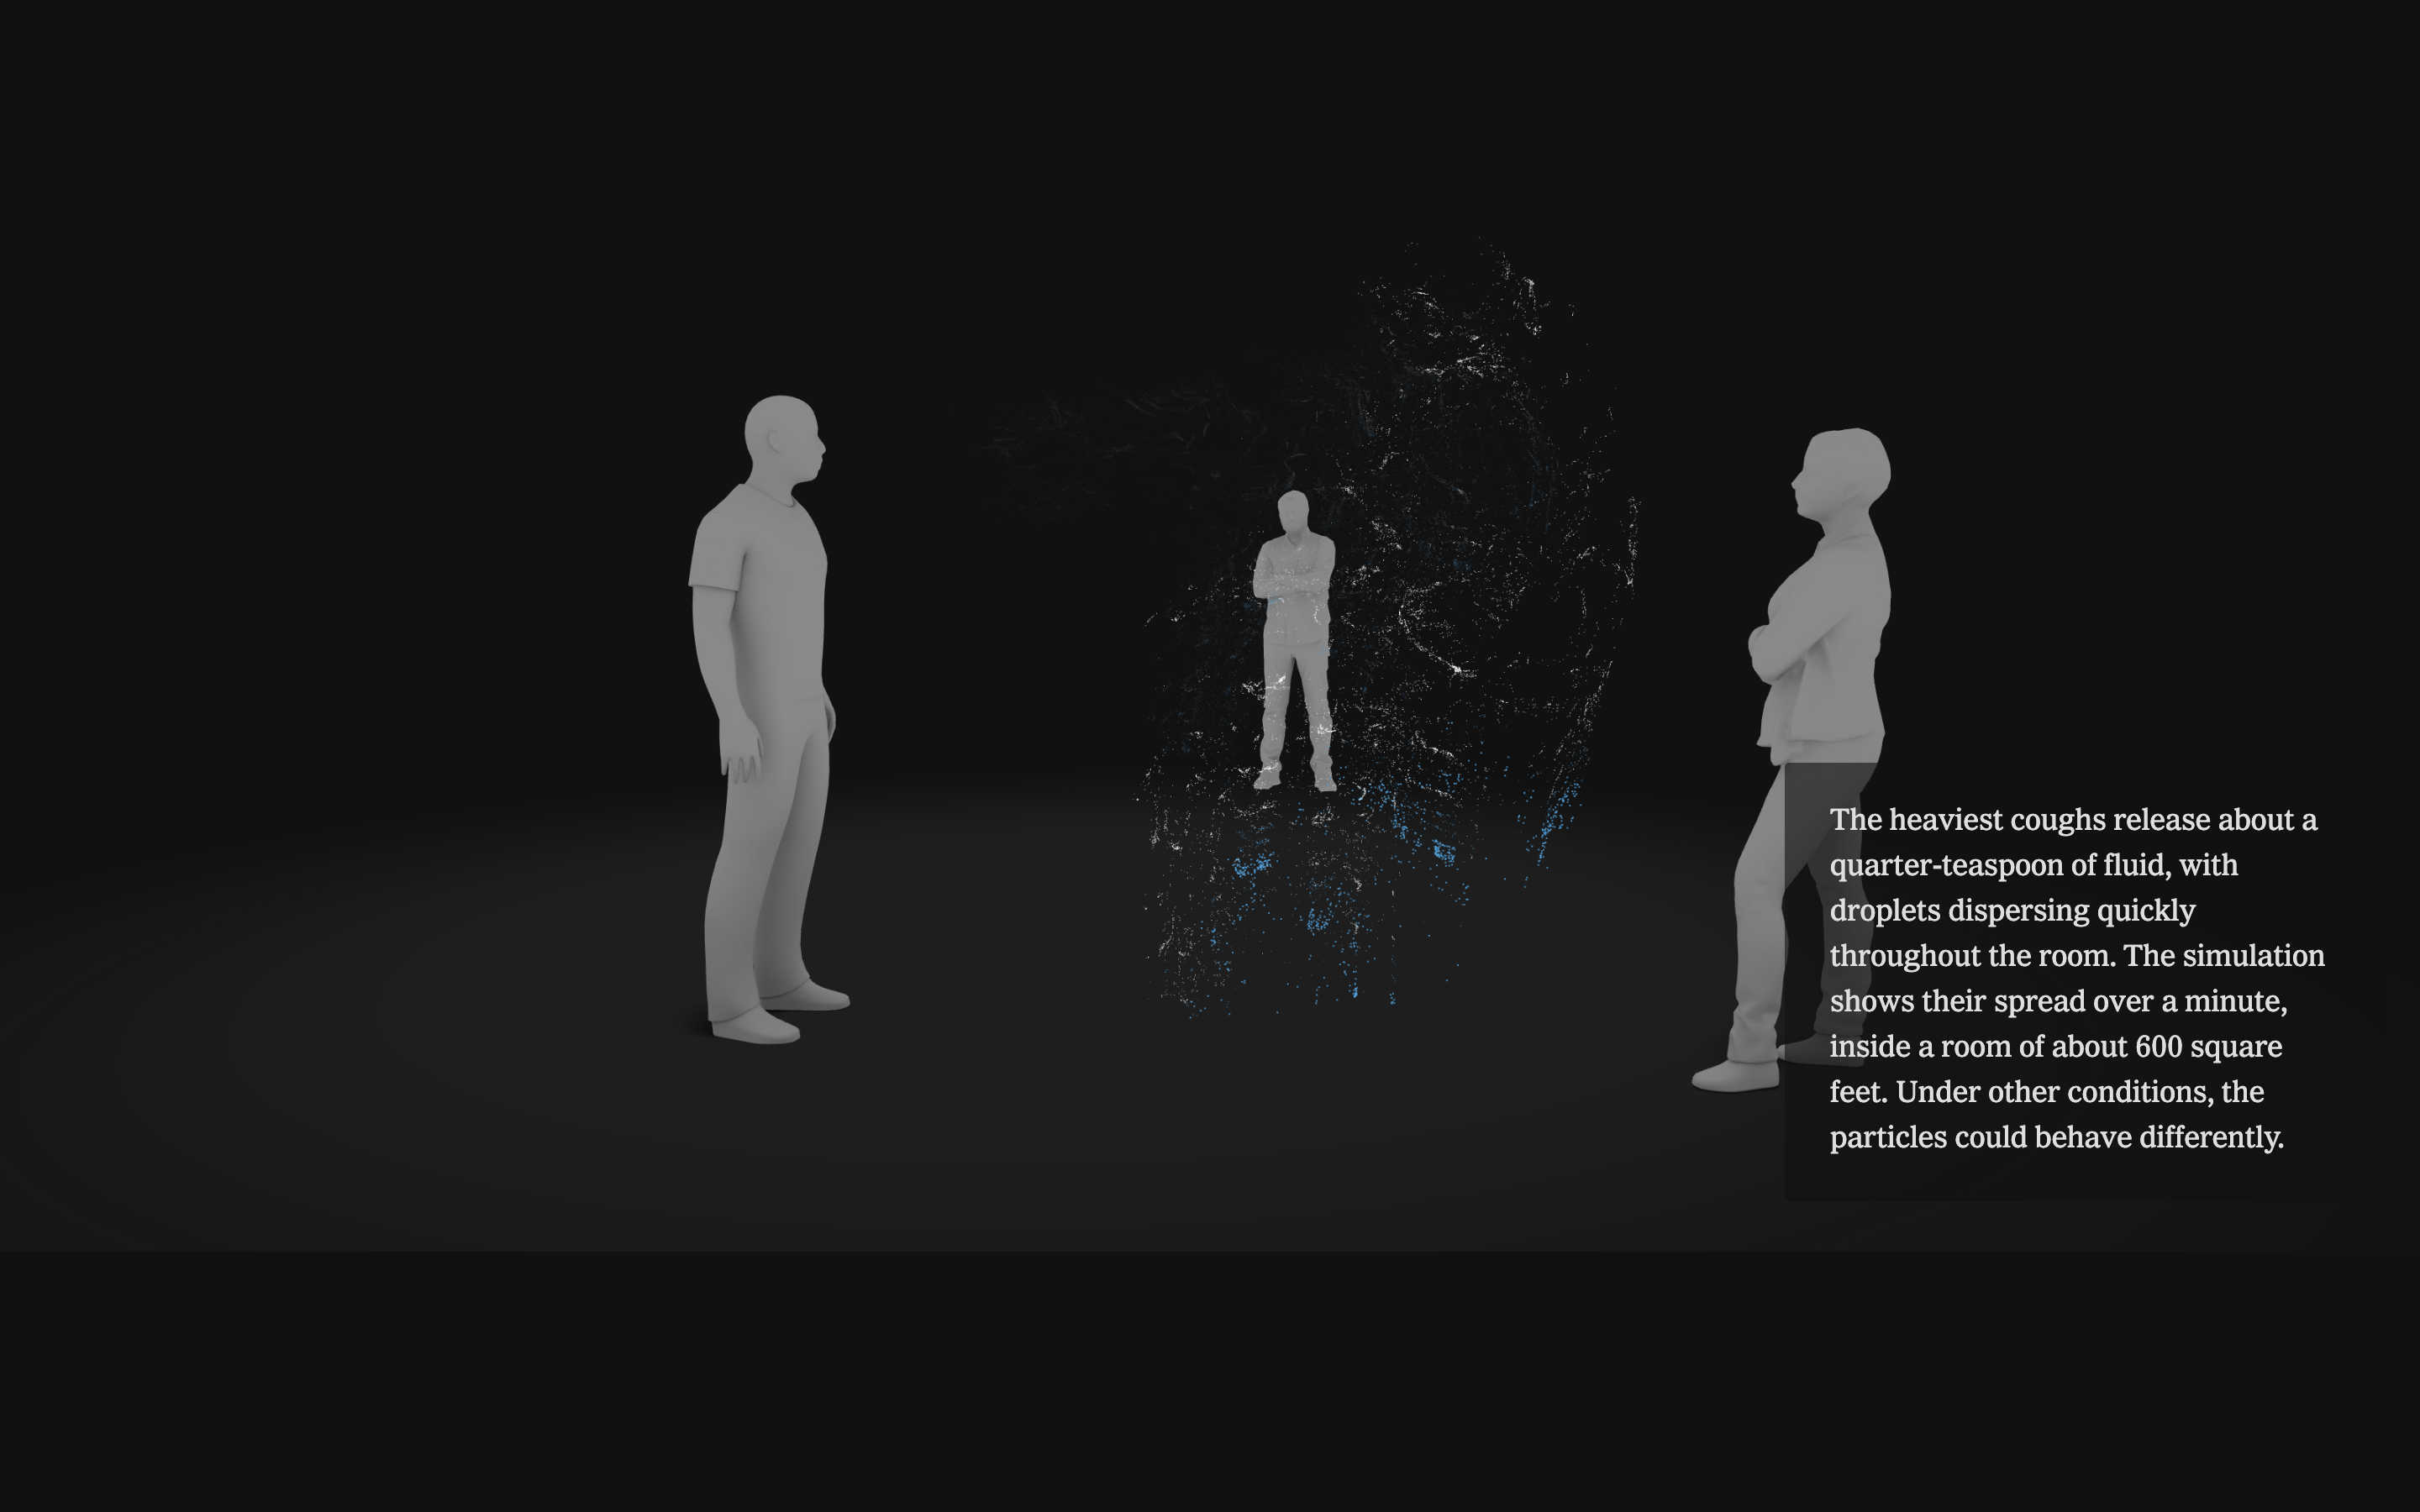 The heaviest coughs release about a
quarter-teaspoon of fluid, with
droplets dispersing quickly
throughout the room. The simulation
shows their spread over a minute,
inside a room of about 600 square
feet. Under other conditions, the
particles could behave differently.